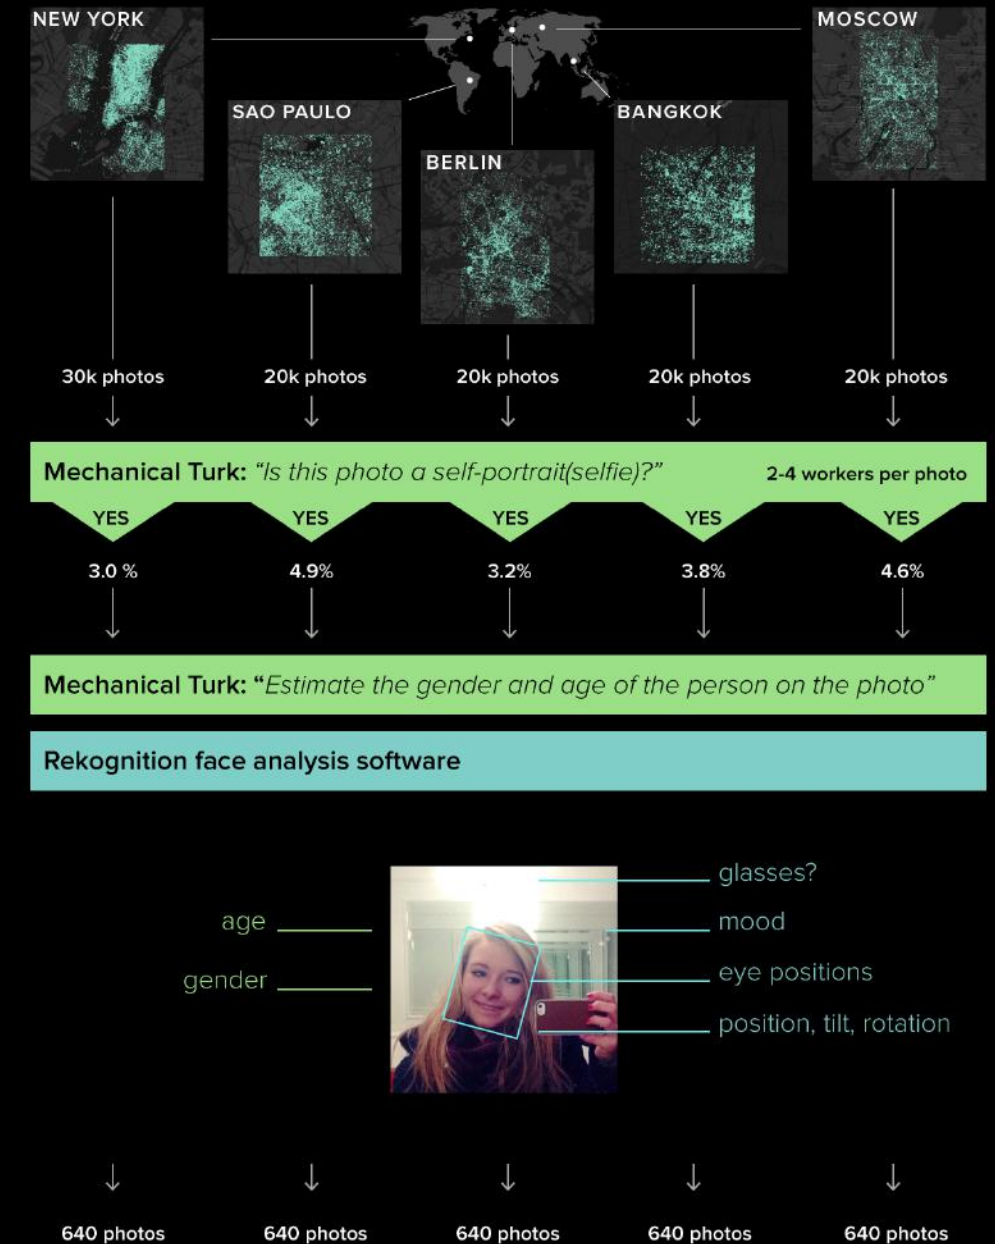 NEW YORK
MOSCOW
SAO PAULO
BANGKOK
BERLIN
30k photos
20k photos
20k photos
20k photos
20k photos
Mechanical Turk: “Is this photo a self-portrait(selfie)?”
2-4 workers per photo
YES
YES
YES
YES
YES
3.0 %
4.9%
3.2%
3.8%
4.6%
Mechanical Turk: “Estimate the gender and age of the person on the photo”
Rekognition face analysis software
glasses?
age
mood
gender
eye positions
position, tilt, rotation
640 photos
640 photos
640 photos
640 photos
640 photos